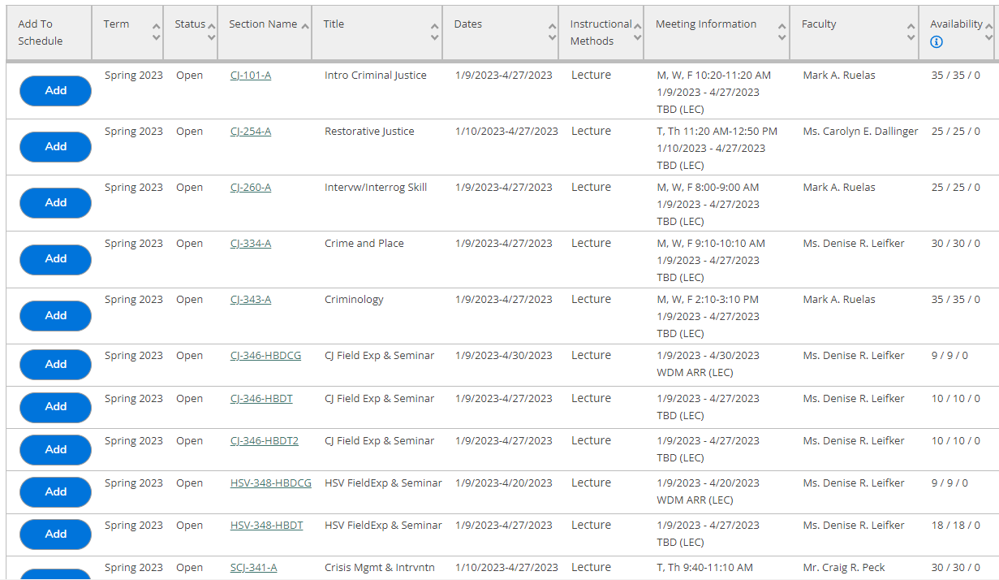 Add To Schedule Term Status Section Name Title Dates Instructional Methods Meeting Information Faculty Availability
Add Spring 2023 Open CJ-101-A Intro Criminal Justice 1/9/2023-4/27/2023 Lecture M, W, F 10:20-11:20 AM Mark A. Ruelas 35 / 35 / 0
1/9/2023 - 4/27/2023
TBD (LEC)
Add Spring 2023 Open CJ-254-A Restorative Justice 1/10/2023-4/27/2023 Lecture T, Th 11:20 AM-12:50 PM Ms. Carolyn E. Dallinger 25 / 25 / 0
1/10/2023 - 4/27/2023
TBD (LEC)
Add Spring 2023 Open CJ-260-A Intervw/Interrog Skill 1/9/2023-4/27/2023 Lecture M, W, F 8:00-9:00 AM Mark A. Ruelas 25 / 25 / 0
1/9/2023 - 4/27/2023
TBD (LEC)
Add Spring 2023 Open CJ-334-A Crime and Place 1/9/2023-4/27/2023 Lecture M, W, F 9:10-10:10 AM Ms. Denise R. Leifker 30 / 30 / 0
1/9/2023 - 4/27/2023
TBD (LEC)
Add Spring 2023 Open CJ-343-A Criminology 1/9/2023-4/27/2023 Lecture M, W, F 2:10-3:10 PM Mark A. Ruelas 35 / 35 / 0
1/9/2023 - 4/27/2023
TBD (LEC)
Add Spring 2023 Open CJ-346-HBDCG CJ Field Exp & Seminar 1/9/2023-4/30/2023 Lecture 1/9/2023 - 4/30/2023 Ms. Denise R. Leifker 9 / 9 / 0
WDM ARR (LEC)
Add Spring 2023 Open CJ-346-HBDT CJ Field Exp & Seminar 1/9/2023-4/27/2023 Lecture 1/9/2023 - 4/27/2023 Ms. Denise R. Leifker 10 / 10 / 0
TBD (LEC)
Add Spring 2023 Open CJ-346-HBDT2 CJ Field Exp & Seminar 1/9/2023-4/27/2023 Lecture 1/9/2023 - 4/27/2023 Ms. Denise R. Leifker 10 / 10 / 0
TBD (LEC)
Add Spring 2023 Open HSV-348-HBDCG HSV FieldExp & Seminar 1/9/2023-4/20/2023 Lecture 1/9/2023 - 4/20/2023 Ms. Denise R. Leifker 9 / 9 / 0
WDM ARR (LEC)
Add Spring 2023 Open HSV-348-HBDT HSV FieldExp & Seminar 1/9/2023-4/27/2023 Lecture 1/9/2023 - 4/27/2023 Ms. Denise R. Leifker 18 / 18 / 0
TBD (LEC)
Spring 2023 Open SCJ-341-A Crisis Mgmt & Intrvntn 1/10/2023-4/27/2023 Lecture T, Th 9:40-11:10 AM Mr. Craig R. Peck 30 / 30 / 0